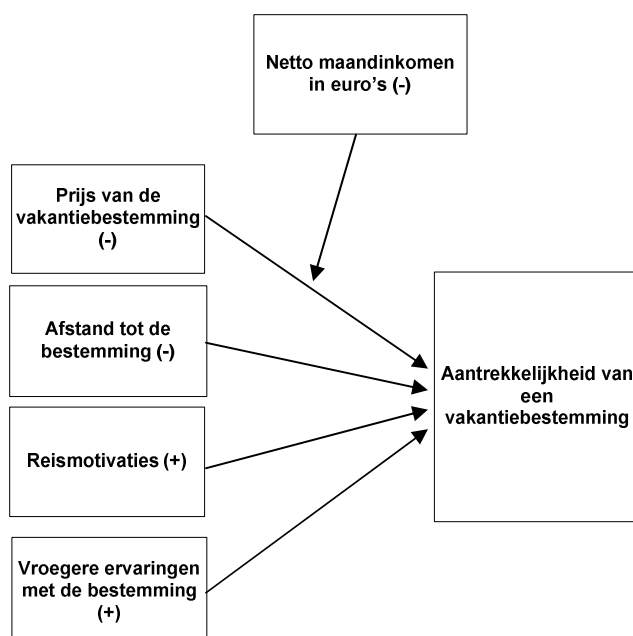 Netto maandinkomen
in euro's (-)
Prijs van de
vakantiebestemming
(-)
Afstand tot de
bestemming (-)
Reismotivaties (+)
Vroegere ervaringen
met de bestemming
(+)
Aantrekkelijkheid van
een
vakantiebestemming